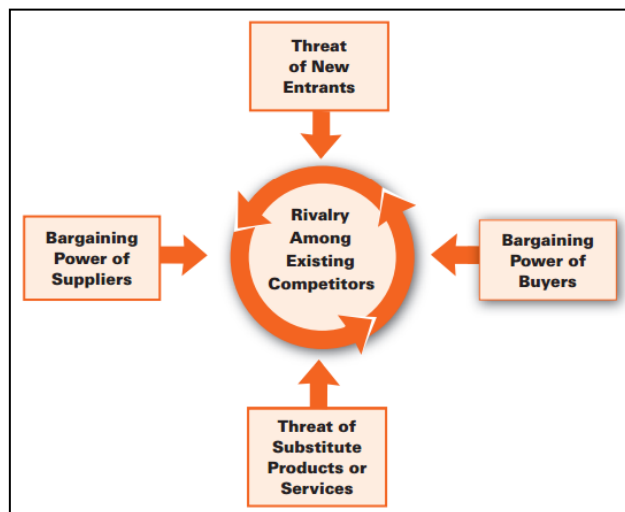 Threat
of New
Entrants
Rivalry
Among
Existing
Competitors
Bargaining
Power of
Suppliers
Bargaining
Power of
Buyers
Threat of
Substitute
Products or
Services